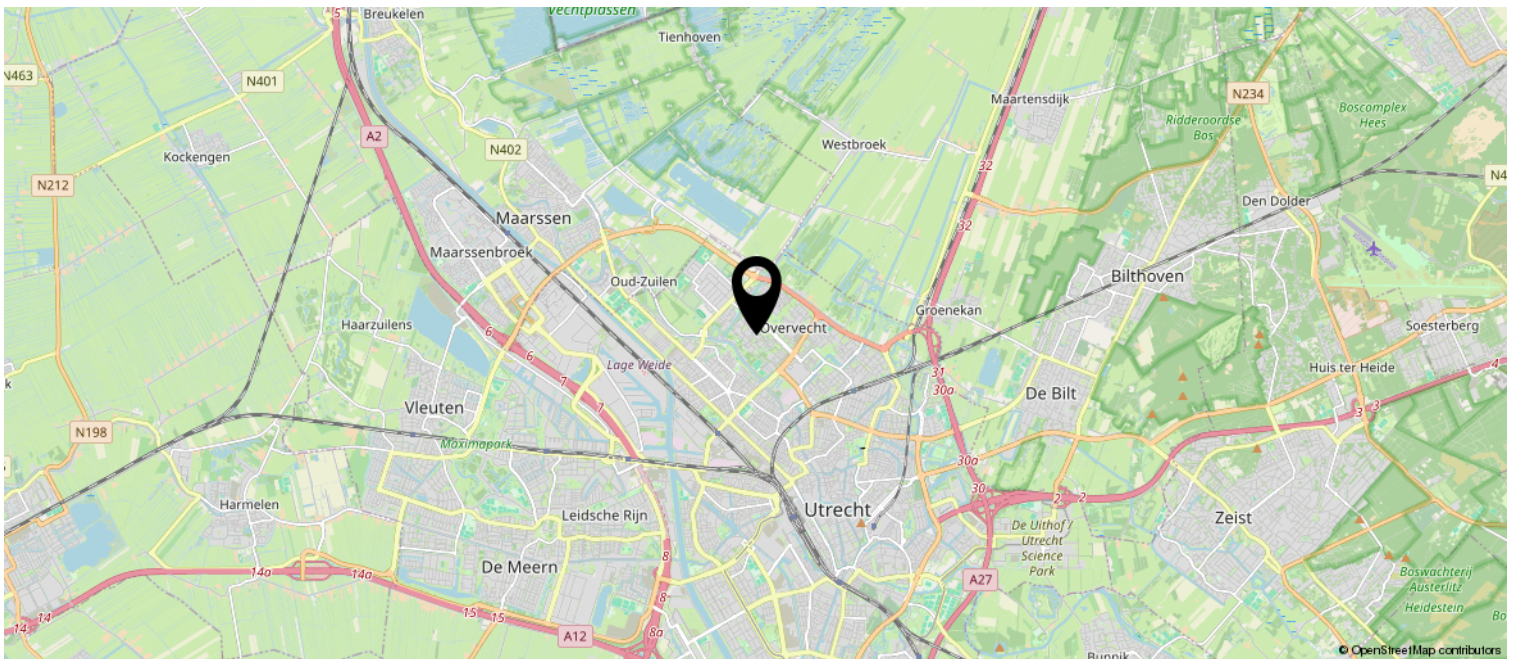 5
Breukelen
Vechtplassen
Tienhoven
N463
N401
N234
A2
Maartensdijk
Boscomplex
Hees
Ridderoordse
Bos
Kockengen
N402
Westbroek
32
N212
N4
Den Dolder
Maarssen
32
Maarssenbroek
Oud-Zuilen
Bilthoven
Haarzuilens
6
Groenekan
Overvecht
Soesterberg
6
Lage Weide
7
31
4
Huis ter Heide
30a
De Bilt
k
Vleuten
7
3
3
N198
Maximapark
30a
Harmelen
Leidsche Rijn
Utrecht
30
2
2
Zeist
De Uithof /
Utrecht
Science
Park
8
De Meern
14a
14a
A27
Boswachterij
Austerlitz
8
Heidestein
Bo
14
14
15
15
A12
8a
Bunnik
© OpenStreetMap contributors